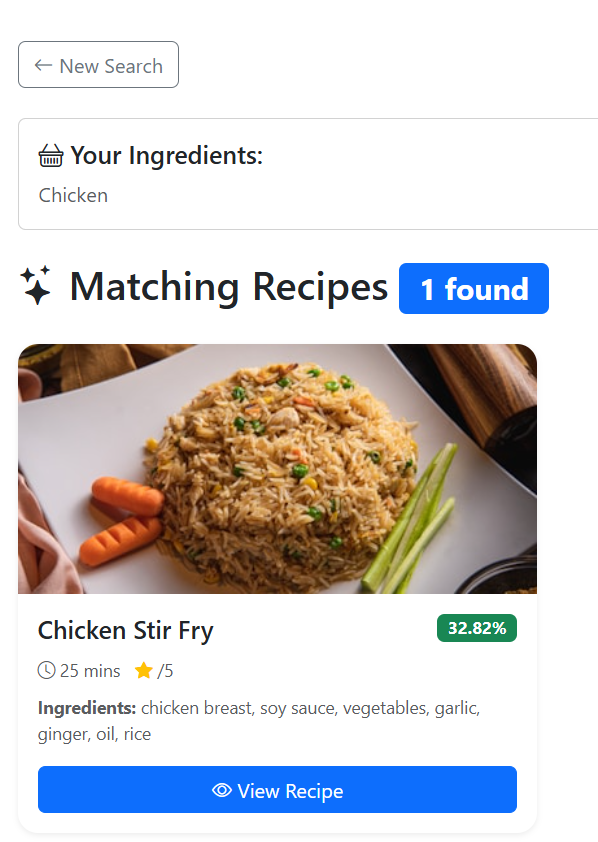 ← New Search
Your Ingredients:
Chicken
Matching Recipes 1 found
Chicken Stir Fry 32.82%
25 mins ⭐ /5
Ingredients: chicken breast, soy sauce, vegetables, garlic,
ginger, oil, rice
View Recipe